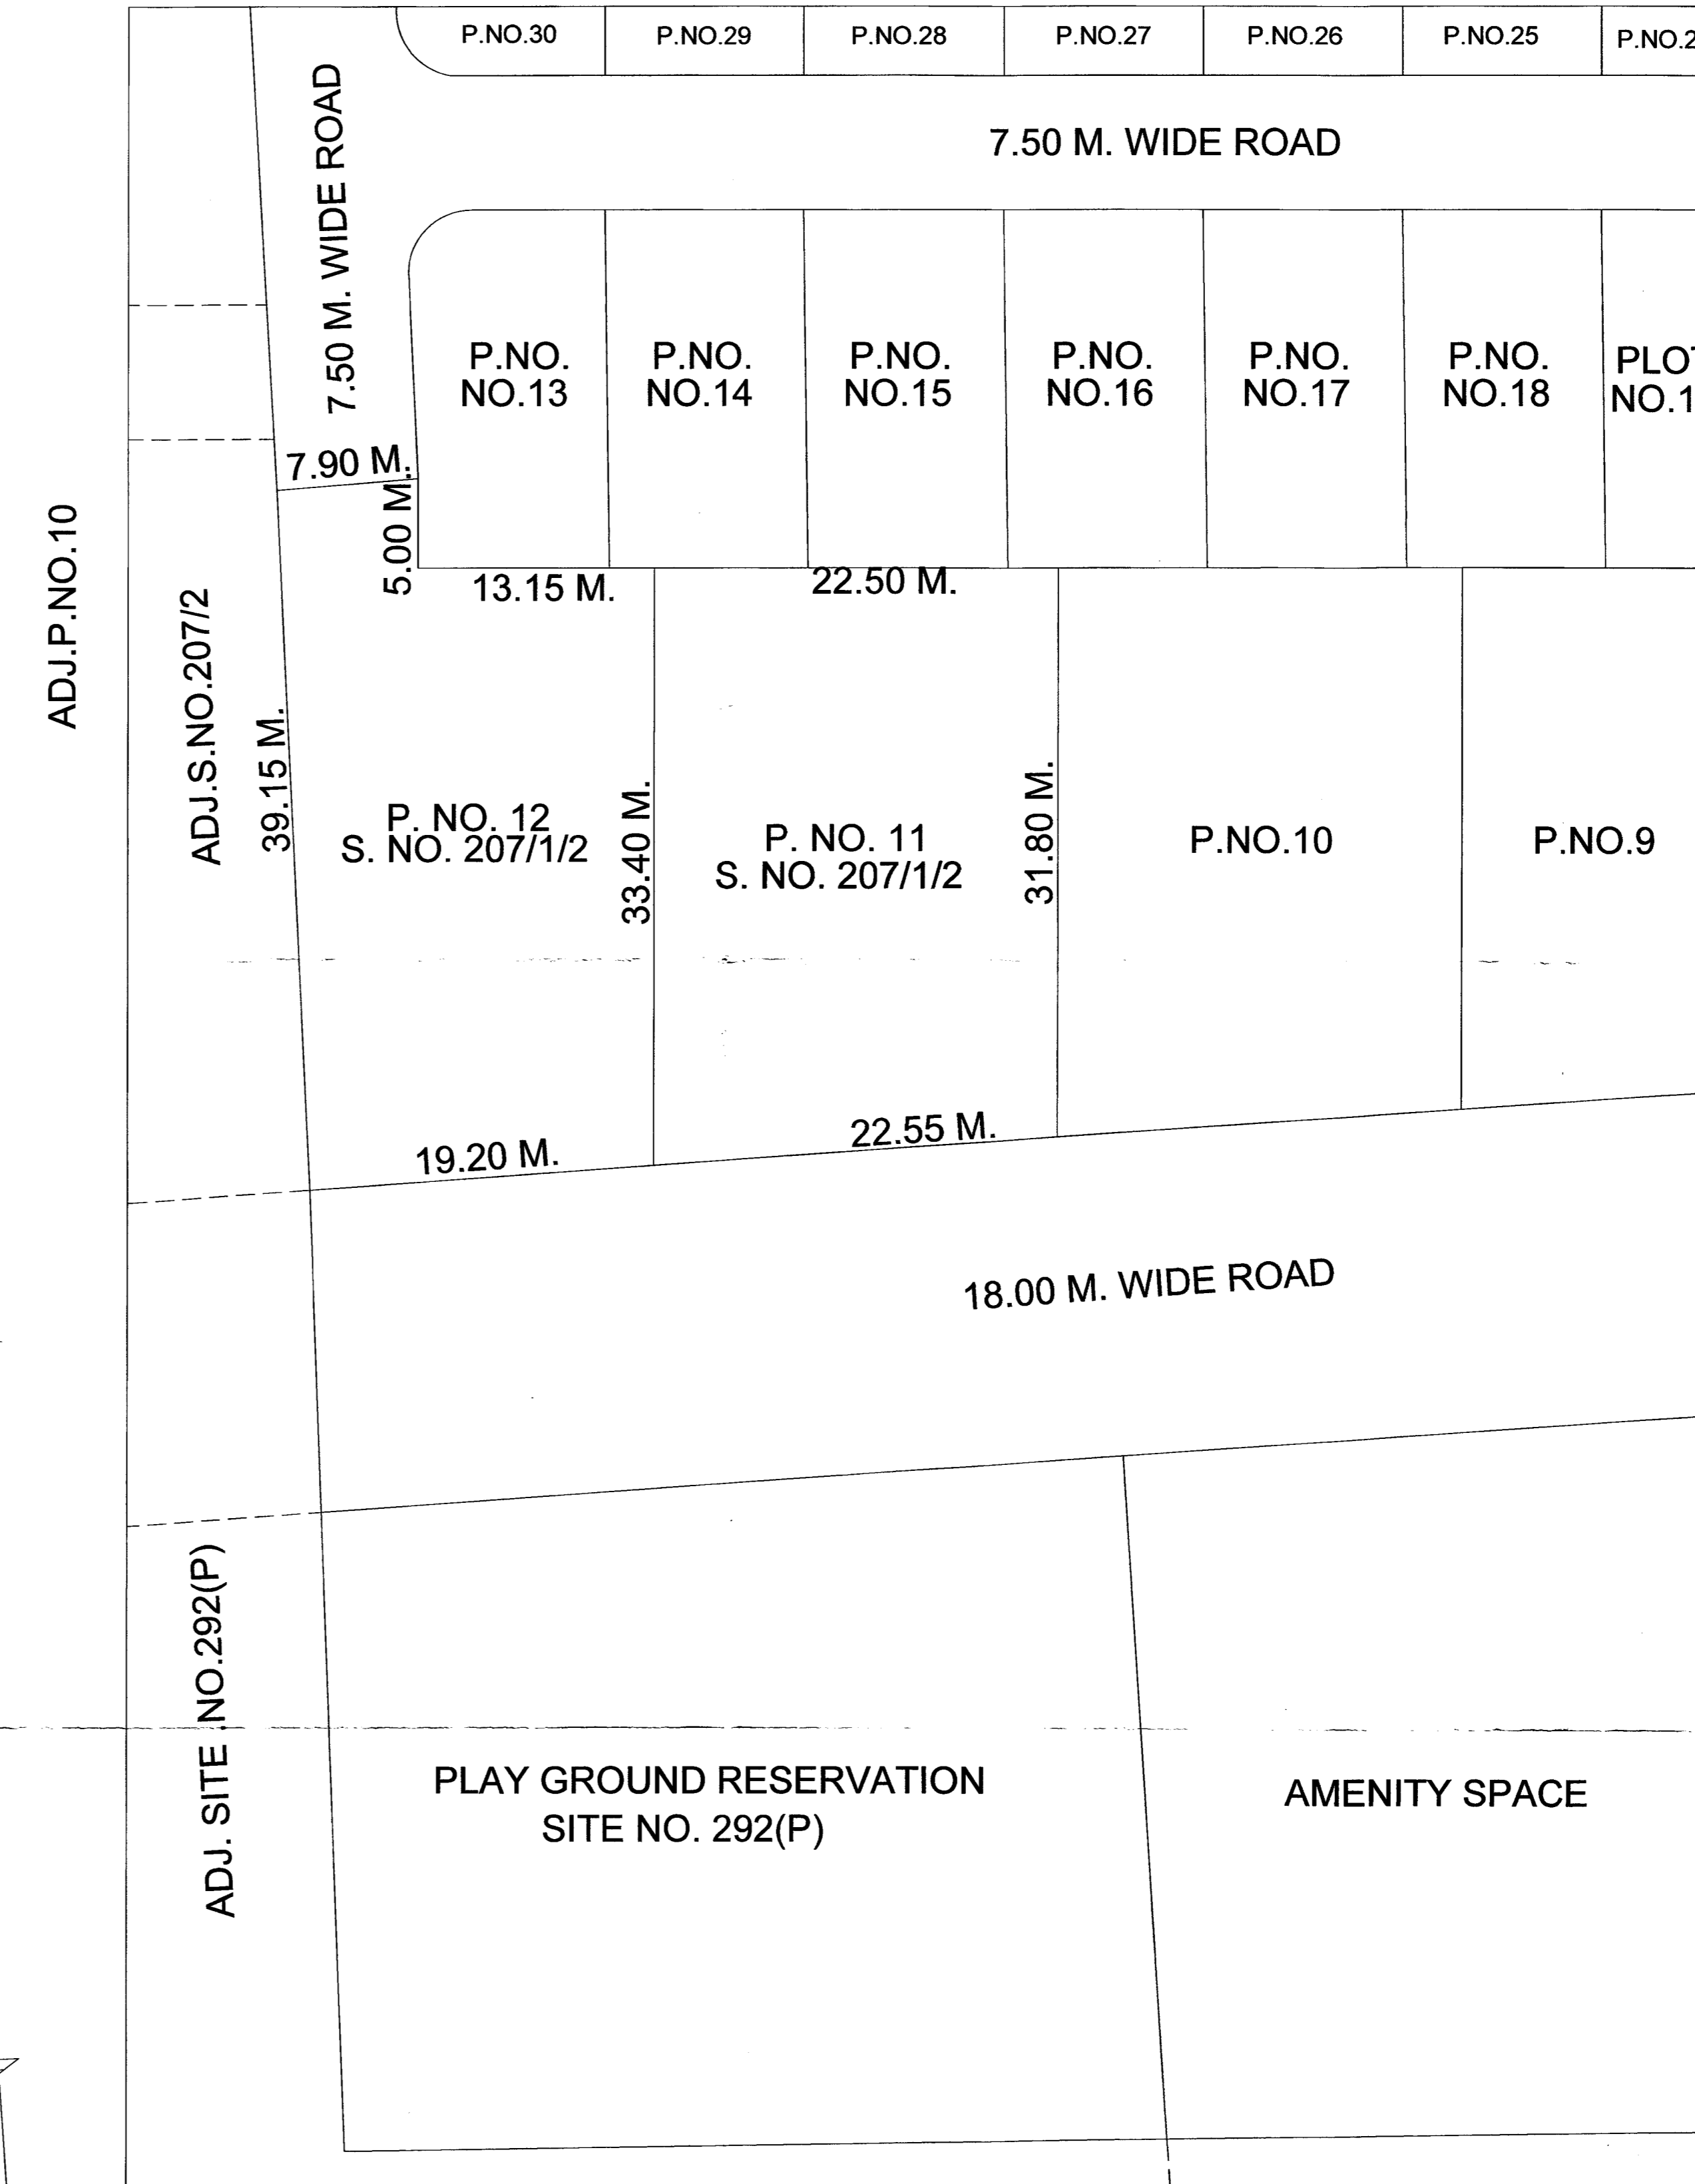 P.NO.30
P.NO.29
P.NO.28
P.NO.27
P.NO.26
P.NO.25
P.NO.2
7.50 M. WIDE ROAD
7.50 M. WIDE ROAD
P.NO.
NO.13
P.NO.
NO.14
P.NO.
NO.15
P.NO.
NO.16
P.NO.
NO.17
P.NO.
NO.18
PLOT
NO.1
7.90 M.
5.00 M.
13.15 M.
22.50 M.
ADJ.P.NO.10
ADJ.S.NO.207/2
39.15 M.
P. NO. 12
S. NO. 207/1/2
33.40 M.
P. NO. 11
S. NO. 207/1/2
31.80 M.
P.NO.10
P.NO.9
19.20 M.
22.55 M.
18.00 M. WIDE ROAD
ADJ. SITE .NO.292(P)
PLAY GROUND RESERVATION
SITE NO. 292(P)
AMENITY SPACE